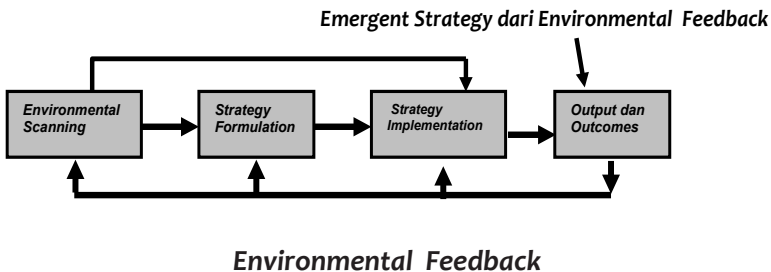 Emergent Strategy dari Environmental Feedback
Environmental
Scanning
Strategy
Formulation
Strategy
Implementation
Output dan
Outcomes
Environmental Feedback